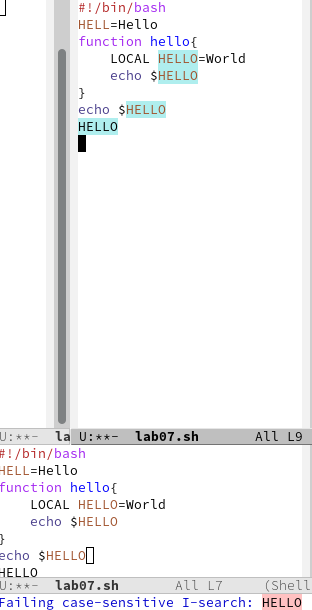 #!/bin/bash
HELL=Hello
function hello{
    LOCAL HELLO=World
    echo $HELLO
}
echo $HELLO
HELLO
U:**-  la
U:**-  lab07.sh       All L9
#!/bin/bash
HELL=Hello
function hello{
    LOCAL HELLO=World
    echo $HELLO
}
echo $HELLO
HELLO
U:**-  lab07.sh       All L7     (Shell
Failing case-sensitive I-search: HELLO